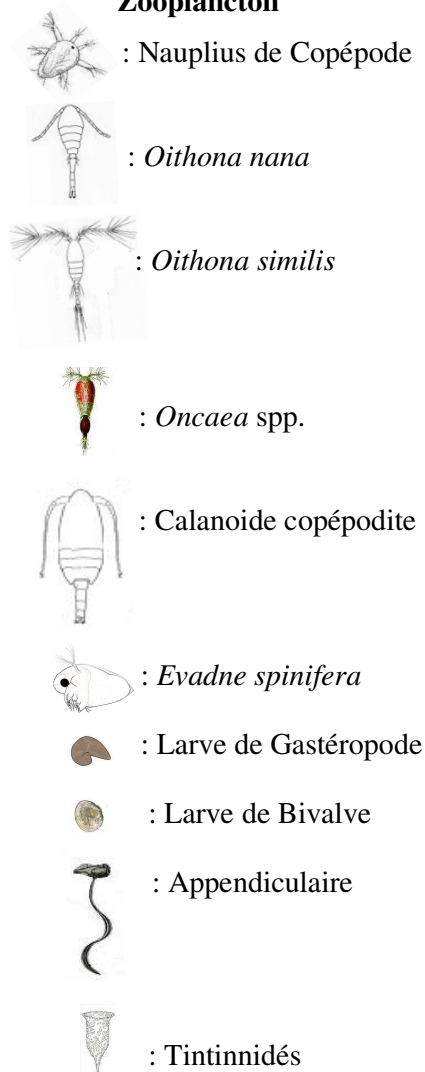 Zooplancton
: Nauplius de Copépode
: Oithona nana
: Oithona similis
: Oncaea spp.
: Calanoide copépodite
: Evadne spinifera
: Larve de Gastéropode
: Larve de Bivalve
: Appendiculaire
: Tintinnidés